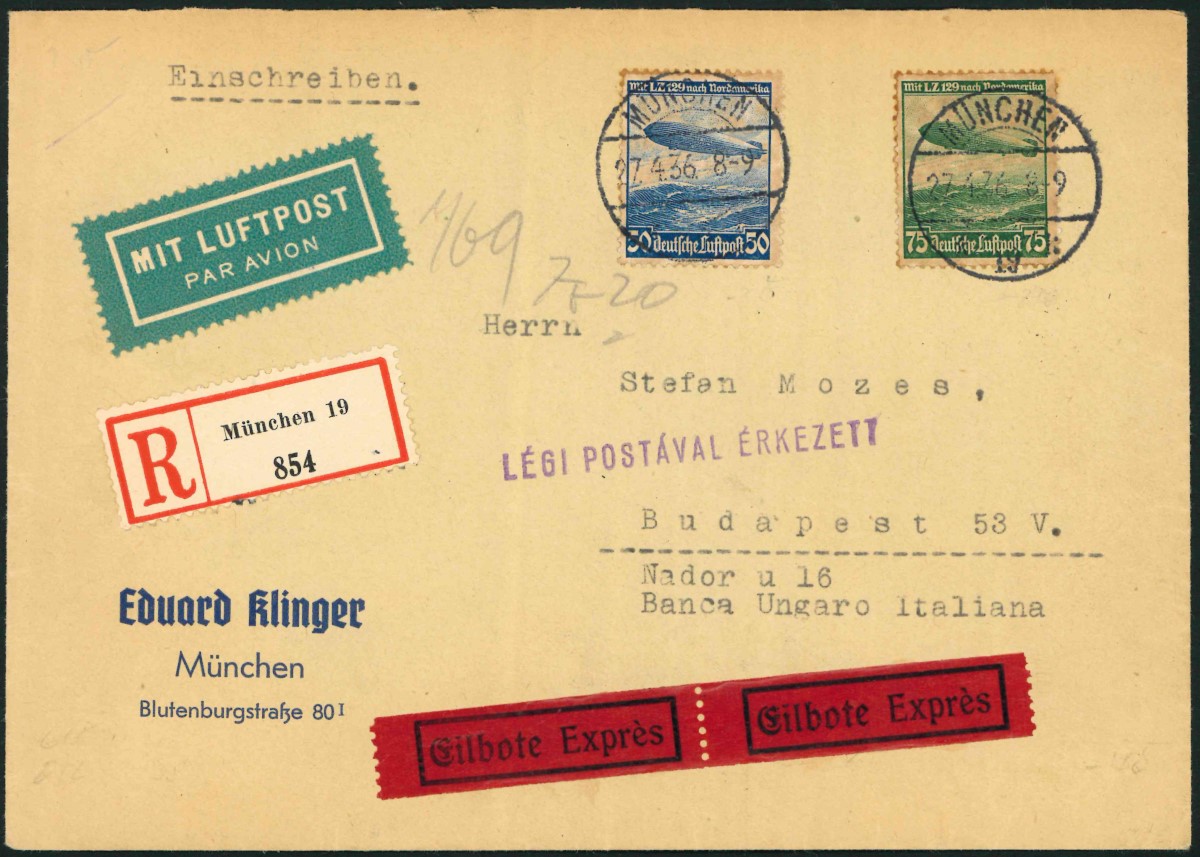 Einschreiben.
Mit LZ 129 nach Nordamerika
50 Deutsche Luftpost 50
MÜNCHEN
27.4.36. 8-9
Mit LZ 129 nach Nordamerika
75 Deutsche Luftpost 75
MÜNCHEN
27.4.36 8-9
19
MIT LUFTPOST
PAR AVION
1/69
Herrn
Stefan Mozes,
R
München 19
854
LÉGI POSTÁVAL ÉRKEZETT
Budapest 53 V.
Nador u 16
Banca Ungaro Italiana
Eduard Klinger
München
Blutenburgstraße 80 I
Eilbote Exprès
Eilbote Exprès